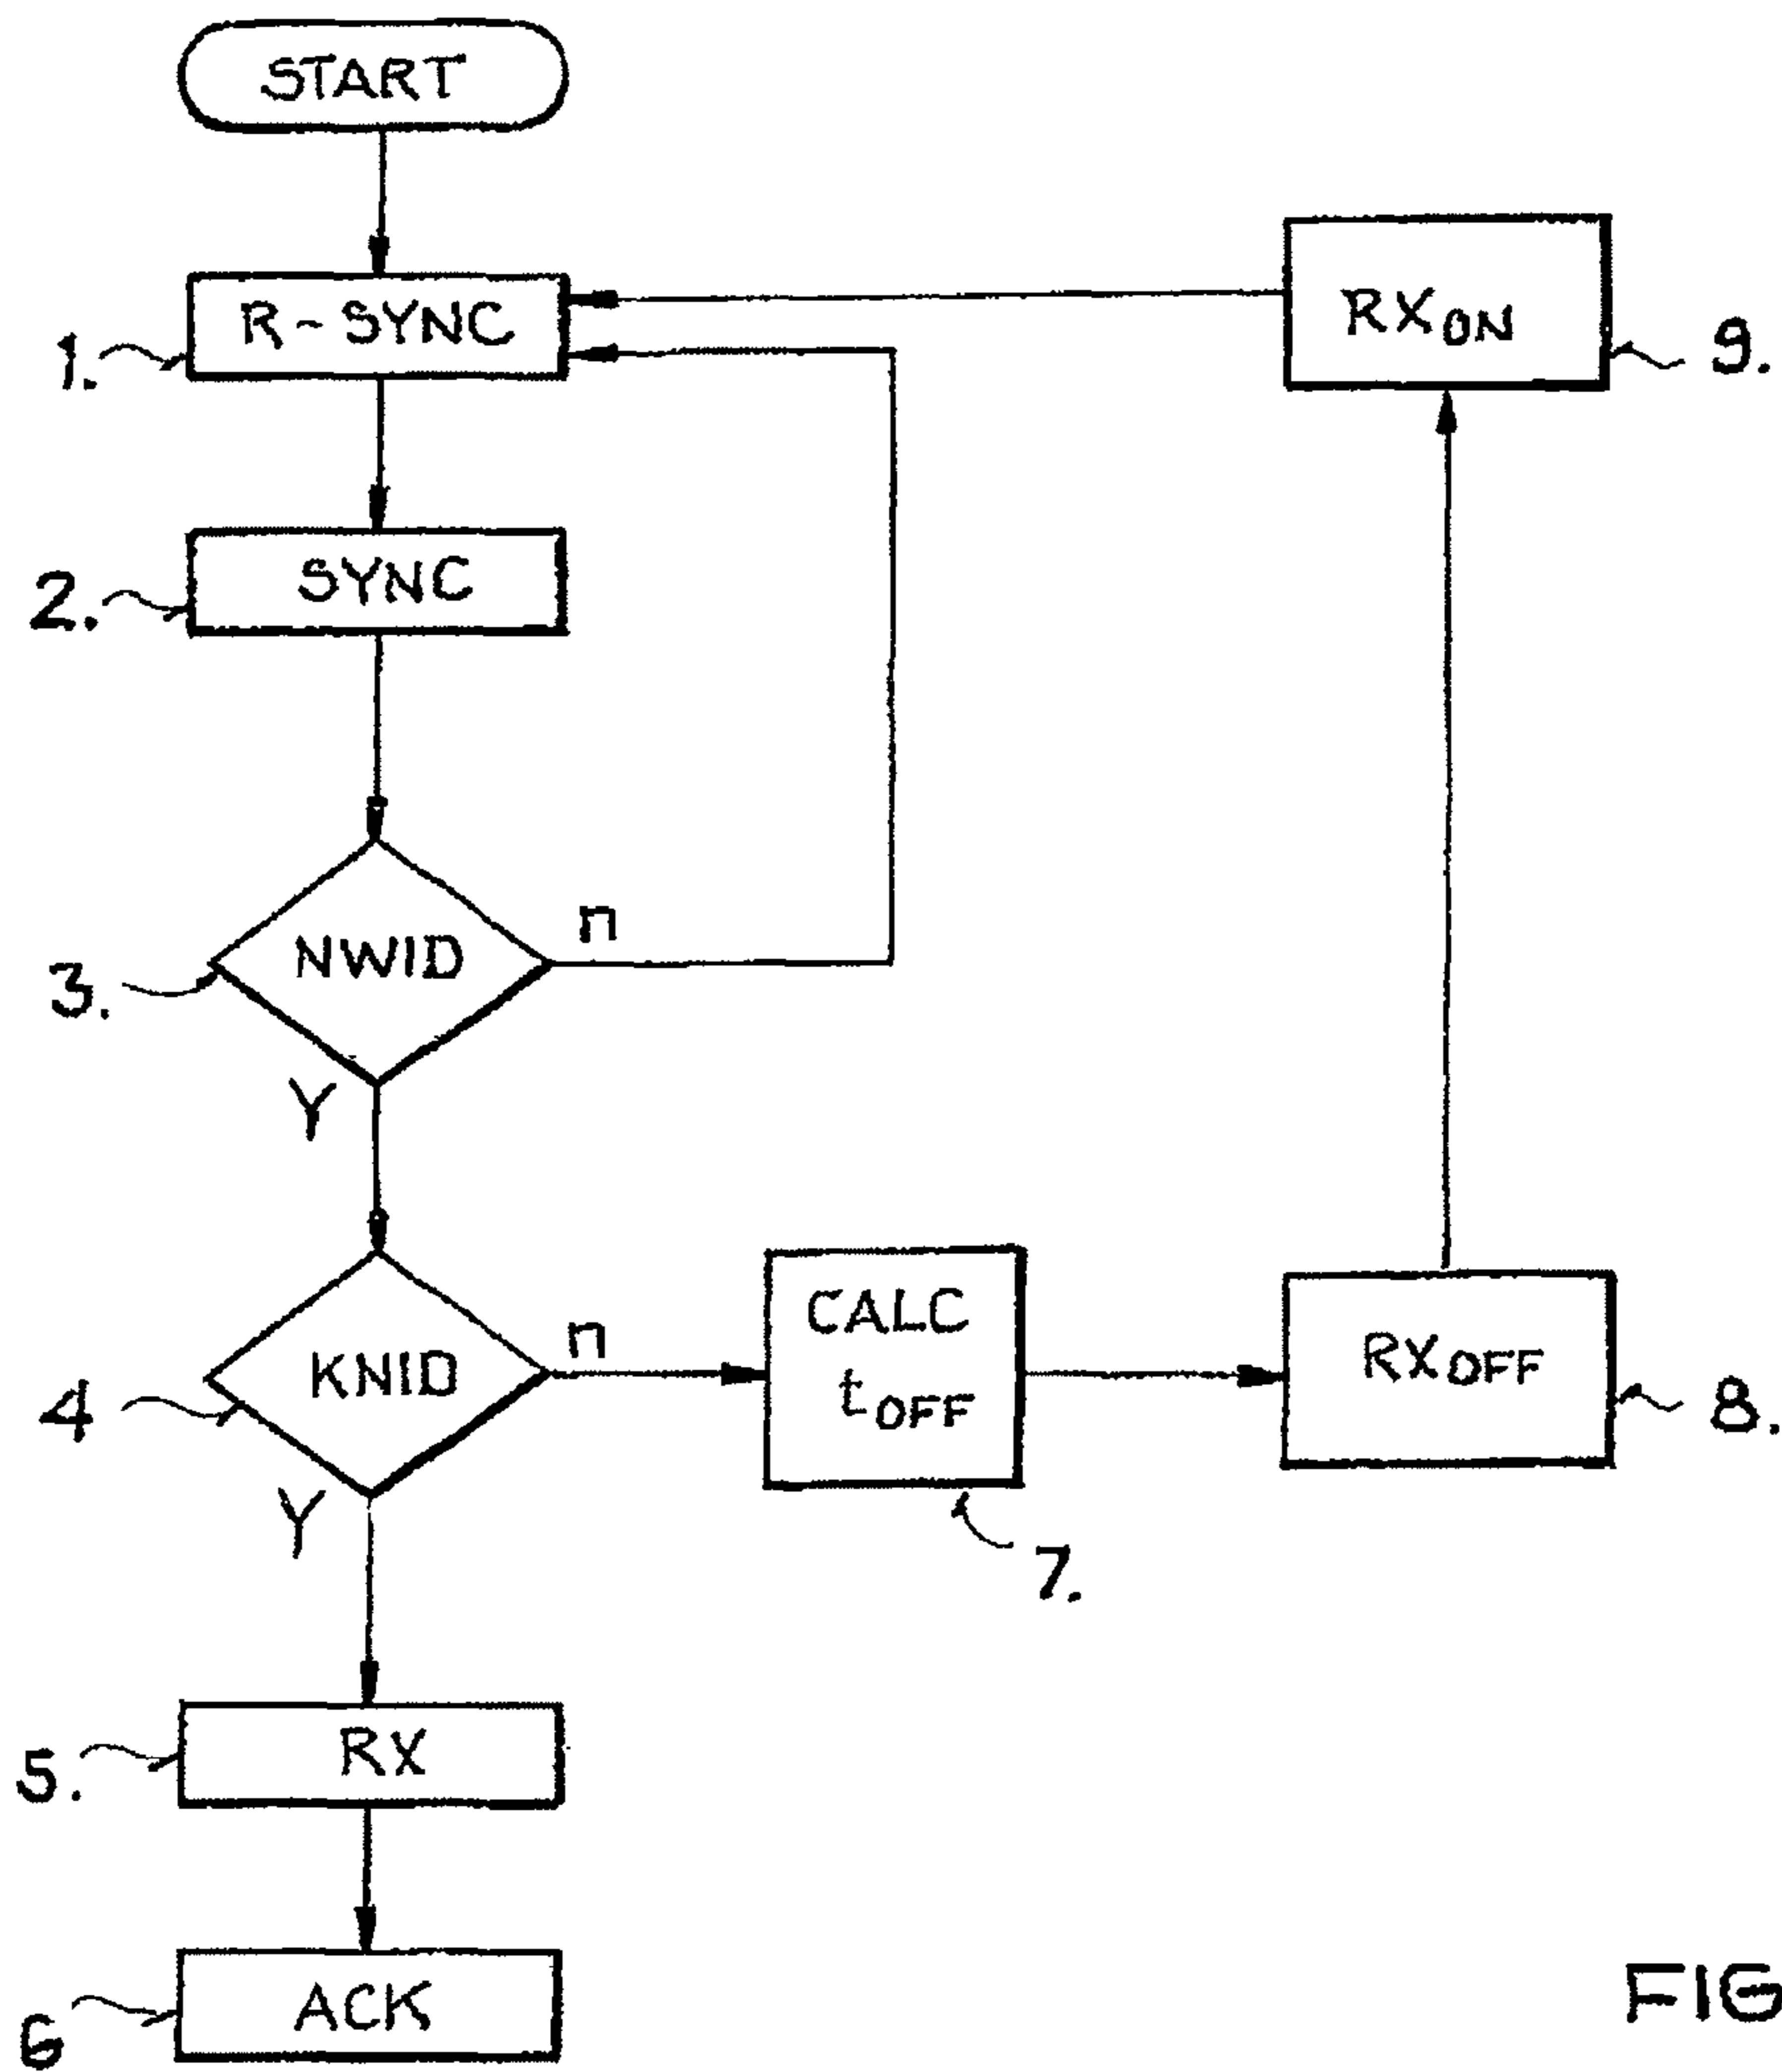 START
R-SYNC
1.
RXON
9.
SYNC
2.
NWID
n
3.
Y
KNID
n
4
Y
CALC
tOFF
7.
RXOFF
8.
RX
5.
ACK
6
FIG